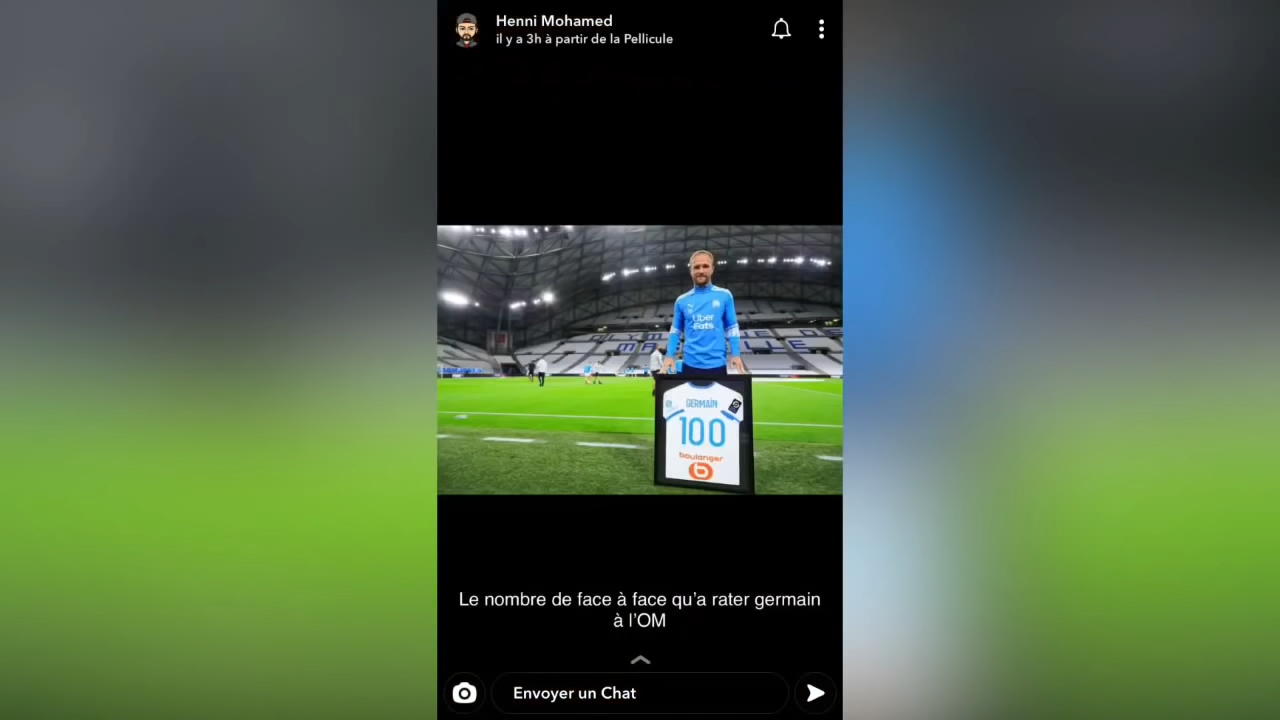 Henni Mohamed
il y a 3h à partir de la Pellicule
Uber
Eats
GERMAIN
100
boulanger
b
Le nombre de face à face qu'a rater germain
à l'OM
Envoyer un Chat